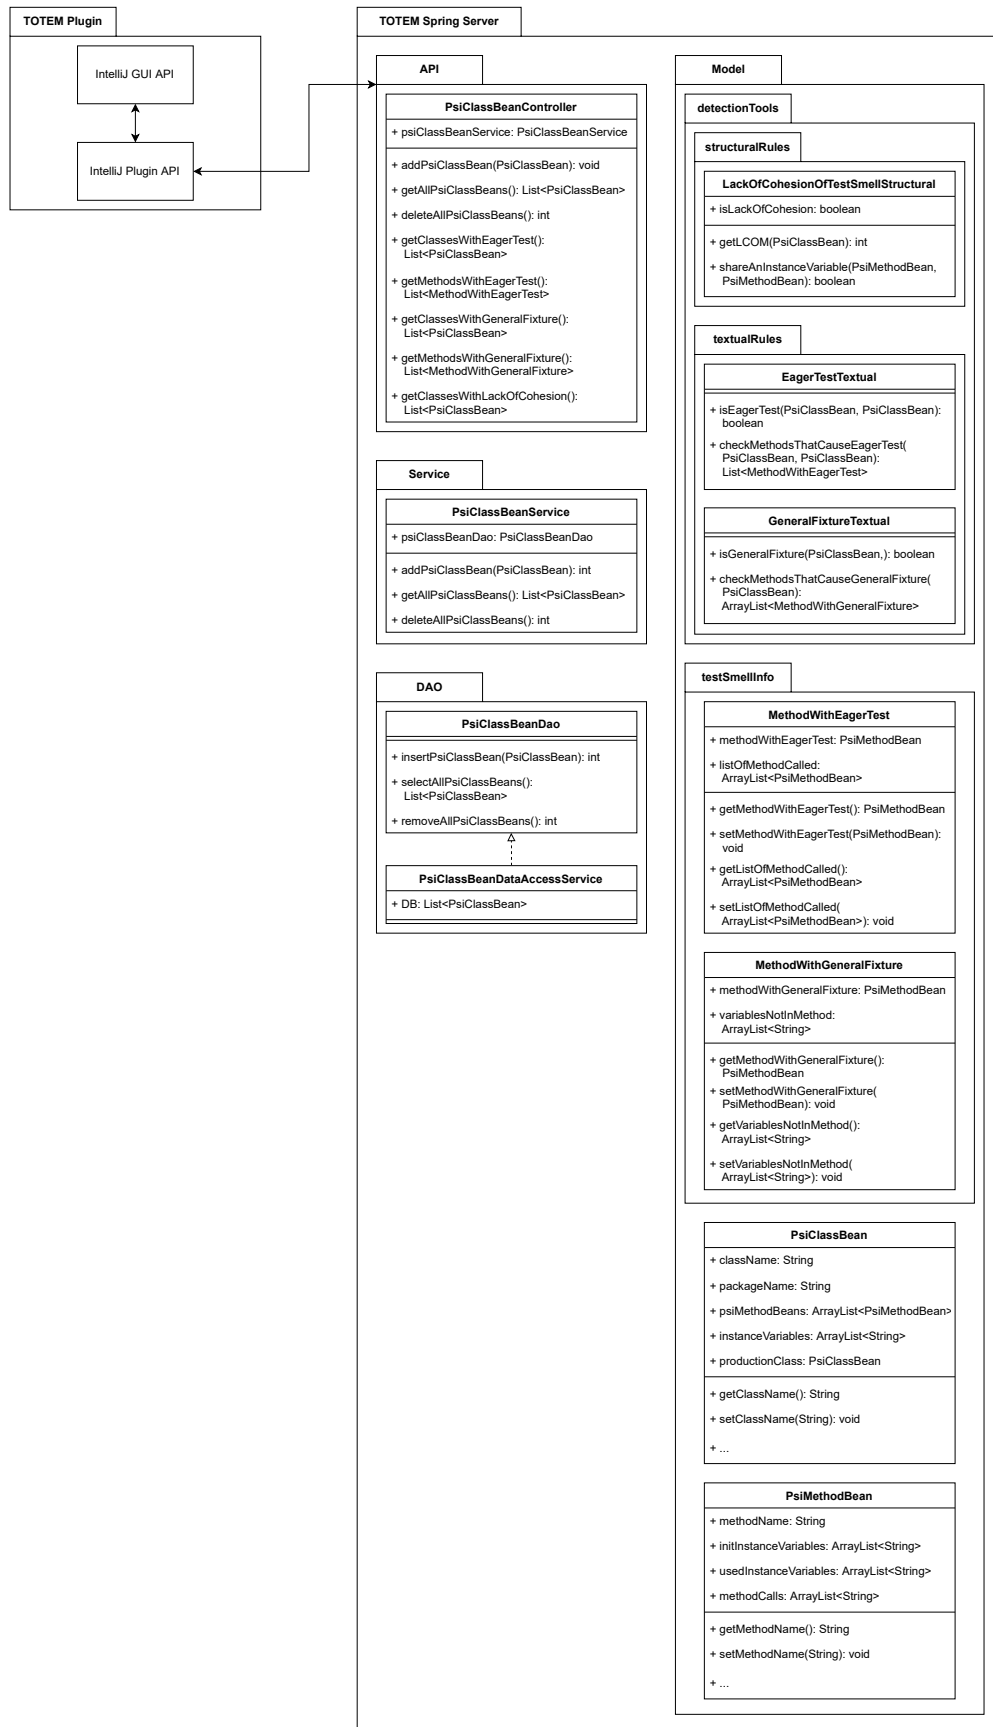 TOTEM Plugin
IntelliJ GUI API
IntelliJ Plugin API
TOTEM Spring Server
API
PsiClassBeanController
+ psiClassBeanService: PsiClassBeanService
+ addPsiClassBean(PsiClassBean): void
+ getAllPsiClassBeans(): List<PsiClassBean>
+ deleteAllPsiClassBeans(): int
+ getClassesWithEagerTest():
List<PsiClassBean>
+ getMethodsWithEagerTest():
List<MethodWithEagerTest>
+ getClassesWithGeneralFixture():
List<PsiClassBean>
+ getMethodsWithGeneralFixture():
List<MethodWithGeneralFixture>
+ getClassesWithLackOfCohesion():
List<PsiClassBean>
Service
PsiClassBeanService
+ psiClassBeanDao: PsiClassBeanDao
+ addPsiClassBean(PsiClassBean): int
+ getAllPsiClassBeans(): List<PsiClassBean>
+ deleteAllPsiClassBeans(): int
DAO
PsiClassBeanDao
+ insertPsiClassBean(PsiClassBean): int
+ selectAllPsiClassBeans():
List<PsiClassBean>
+ removeAllPsiClassBeans(): int
PsiClassBeanDataAccessService
+ DB: List<PsiClassBean>
Model
detectionTools
structuralRules
LackOfCohesionOfTestSmellStructural
+ isLackOfCohesion: boolean
+ getLCOM(PsiClassBean): int
+ shareAnInstanceVariable(PsiMethodBean,
PsiMethodBean): boolean
textualRules
EagerTestTextual
+ isEagerTest(PsiClassBean, PsiClassBean):
boolean
+ checkMethodsThatCauseEagerTest(
PsiClassBean, PsiClassBean):
List<MethodWithEagerTest>
GeneralFixtureTextual
+ isGeneralFixture(PsiClassBean,): boolean
+ checkMethodsThatCauseGeneralFixture(
PsiClassBean):
ArrayList<MethodWithGeneralFixture>
testSmellInfo
MethodWithEagerTest
+ methodWithEagerTest: PsiMethodBean
+ listOfMethodCalled:
ArrayList<PsiMethodBean>
+ getMethodWithEagerTest(): PsiMethodBean
+ setMethodWithEagerTest(PsiMethodBean):
void
+ getListOfMethodCalled():
ArrayList<PsiMethodBean>
+ setListOfMethodCalled(
ArrayList<PsiMethodBean>): void
MethodWithGeneralFixture
+ methodWithGeneralFixture: PsiMethodBean
+ variablesNotInMethod:
ArrayList<String>
+ getMethodWithGeneralFixture():
PsiMethodBean
+ setMethodWithGeneralFixture(
PsiMethodBean): void
+ getVariablesNotInMethod():
ArrayList<String>
+ setVariablesNotInMethod(
ArrayList<String>): void
PsiClassBean
+ className: String
+ packageName: String
+ psiMethodBeans: ArrayList<PsiMethodBean>
+ instanceVariables: ArrayList<String>
+ productionClass: PsiClassBean
+ getClassName(): String
+ setClassName(String): void
+ ...
PsiMethodBean
+ methodName: String
+ initInstanceVariables: ArrayList<String>
+ usedInstanceVariables: ArrayList<String>
+ methodCalls: ArrayList<String>
+ getMethodName(): String
+ setMethodName(String): void
+ ...